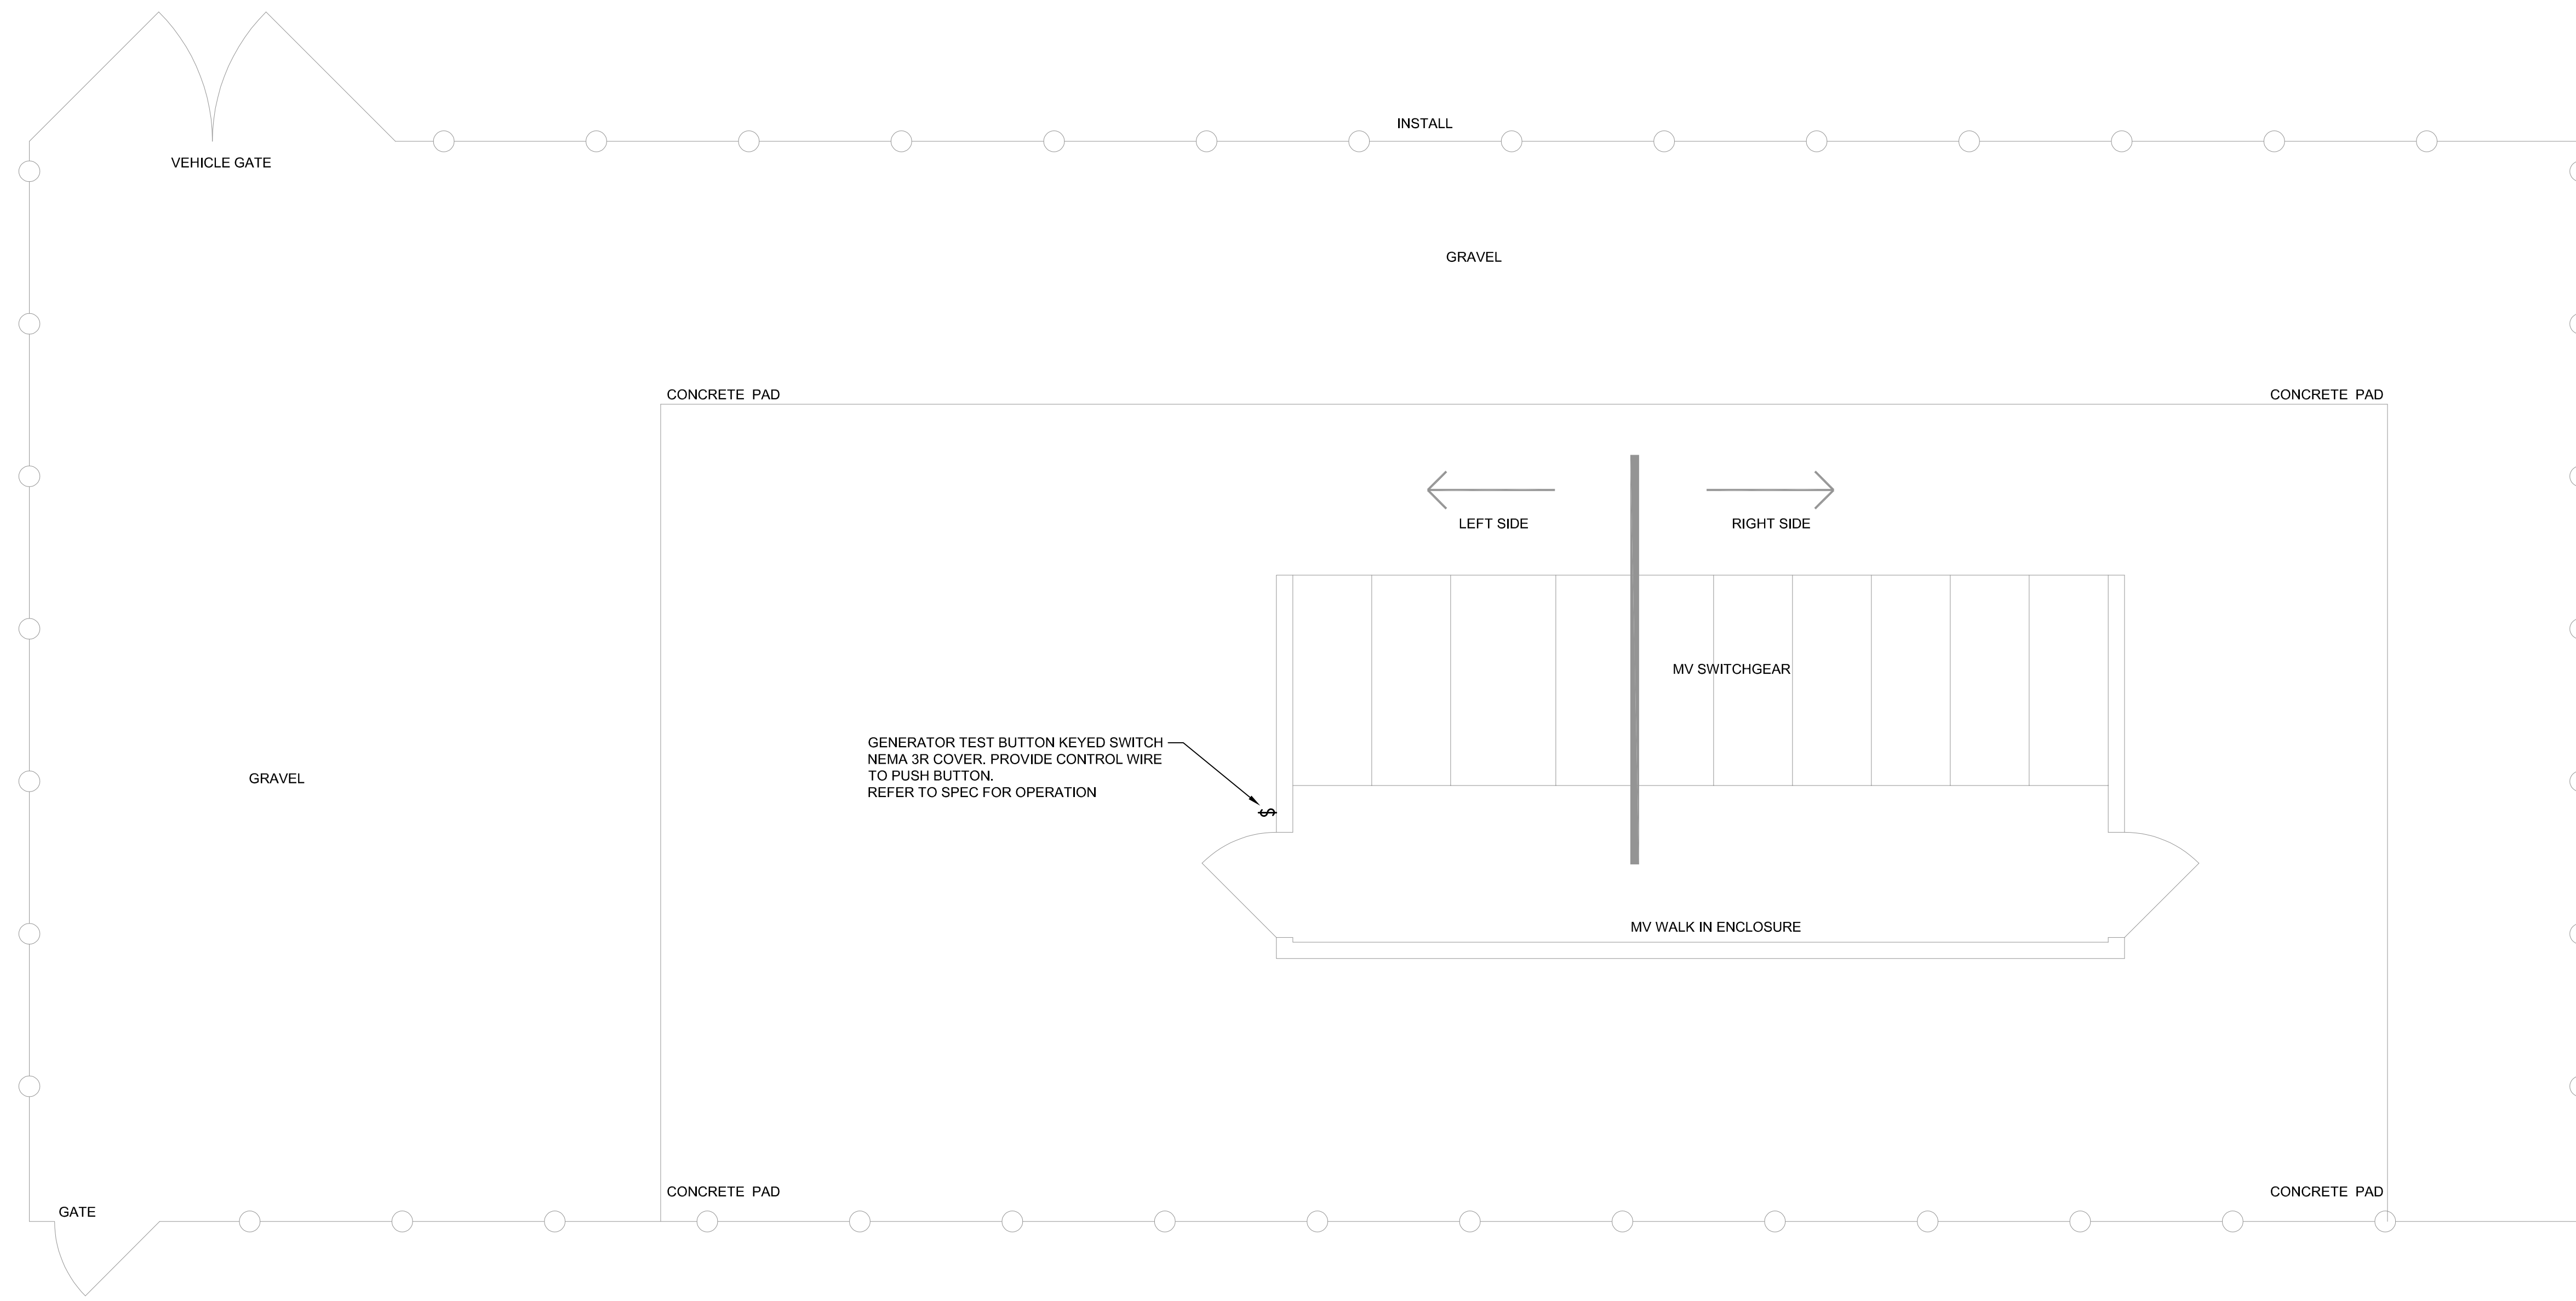 INSTALL
VEHICLE GATE
GRAVEL
CONCRETE PAD
CONCRETE PAD
LEFT SIDE
RIGHT SIDE
MV SWITCHGEAR
GENERATOR TEST BUTTON KEYED SWITCH
NEMA 3R COVER. PROVIDE CONTROL WIRE
TO PUSH BUTTON.
REFER TO SPEC FOR OPERATION
GRAVEL
$
MV WALK IN ENCLOSURE
CONCRETE PAD
CONCRETE PAD
GATE